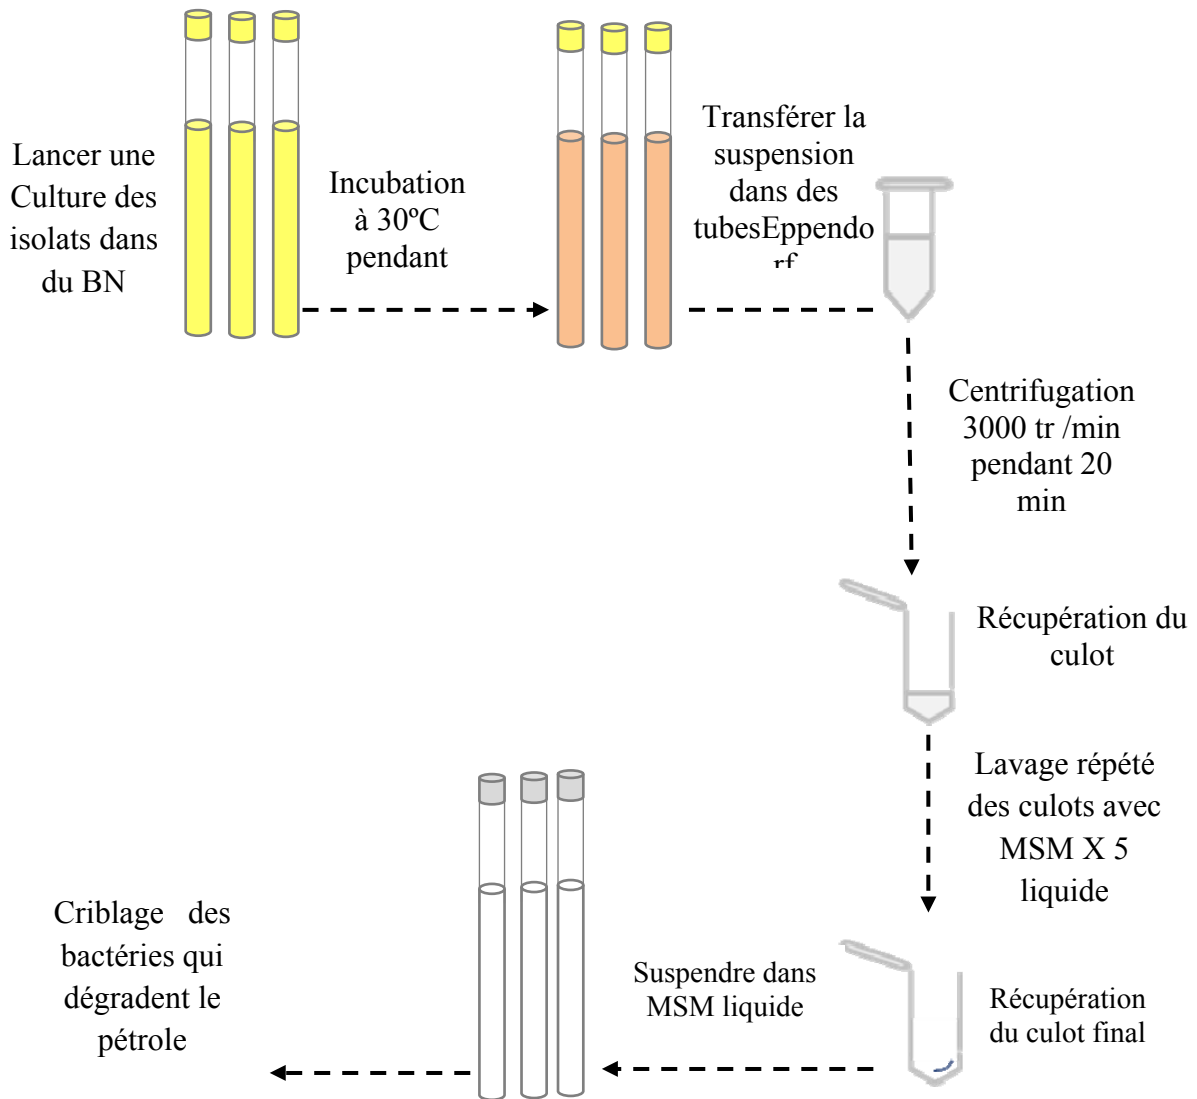 Lancer une
Culture des
isolats dans
du BN
Incubation
à 30ºC
pendant
Transférer la
suspension
dans des
tubesEppendo
rf
Centrifugation
3000 tr /min
pendant 20
min
Récupération du
culot
Lavage répété
des culots avec
MSM X 5
liquide
Récupération
du culot final
Suspendre dans
MSM liquide
Criblage des
bactéries qui
dégradent le
pétrole